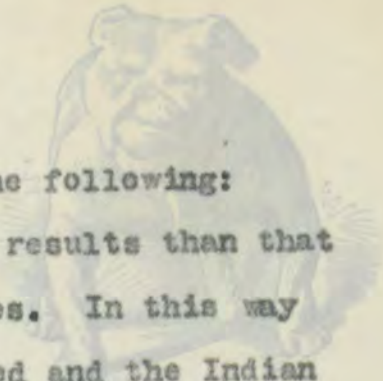 following:
results than that
In this way
and the Indian